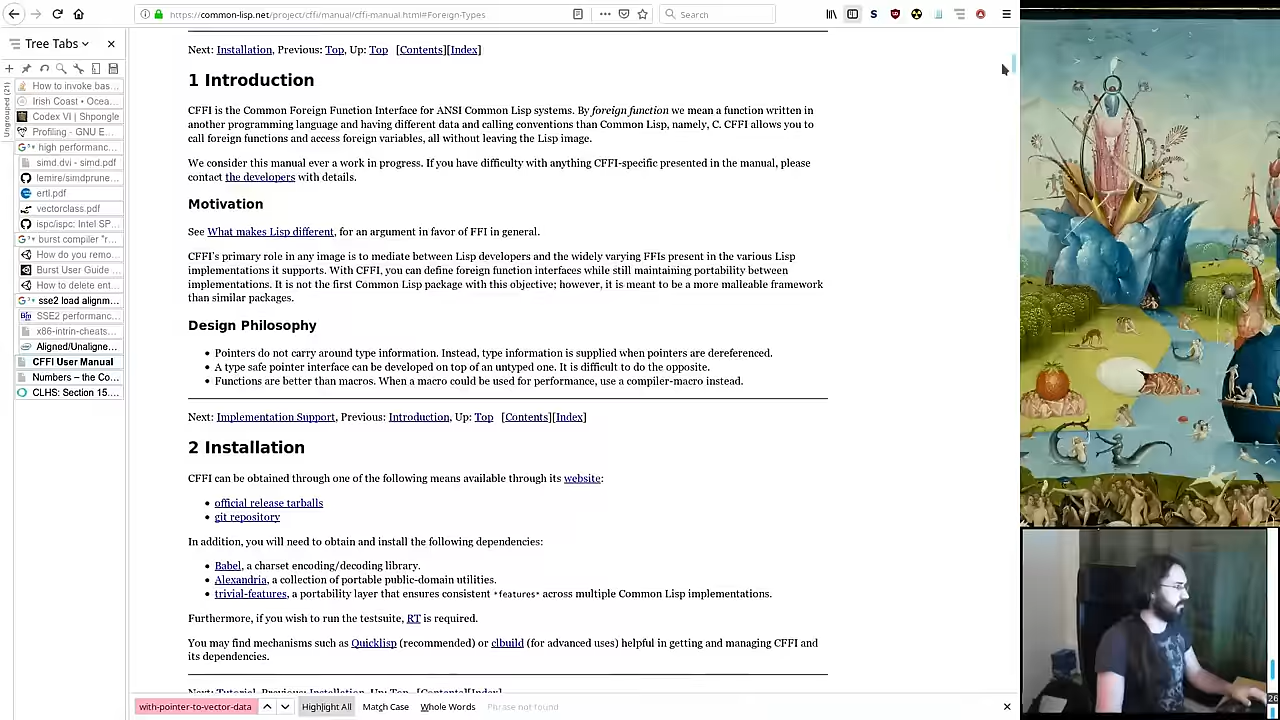 https://common-lisp.net/project/cffi/manual/cffi-manual.html#Foreign-Types
Search
Tree Tabs
Ungrouped (21)
How to invoke bas...
Irish Coast • Ocea...
Codex VI | Shpongle
Profiling - GNU E...
high performanc...
simd.dvi - simd.pdf
lemire/simdprune...
ertl.pdf
vectorclass.pdf
ispc/ispc: Intel SP...
burst compiler "r...
How do you remo...
Burst User Guide ...
How to delete ent...
sse2 load alignm...
SSE2 performanc...
x86-intrin-cheats...
Aligned/Unaligne...
CFFI User Manual
Numbers – the Co...
CLHS: Section 15....
Next: Installation, Previous: Top, Up: Top [Contents][Index]
1 Introduction
CFFI is the Common Foreign Function Interface for ANSI Common Lisp systems. By foreign function we mean a function written in
another programming language and having different data and calling conventions than Common Lisp, namely, C. CFFI allows you to
call foreign functions and access foreign variables, all without leaving the Lisp image.
We consider this manual ever a work in progress. If you have difficulty with anything CFFI-specific presented in the manual, please
contact the developers with details.
Motivation
See What makes Lisp different, for an argument in favor of FFI in general.
CFFI's primary role in any image is to mediate between Lisp developers and the widely varying FFIs present in the various Lisp
implementations it supports. With CFFI, you can define foreign function interfaces while still maintaining portability between
implementations. It is not the first Common Lisp package with this objective; however, it is meant to be a more malleable framework
than similar packages.
Design Philosophy
• Pointers do not carry around type information. Instead, type information is supplied when pointers are dereferenced.
• A type safe pointer interface can be developed on top of an untyped one. It is difficult to do the opposite.
• Functions are better than macros. When a macro could be used for performance, use a compiler-macro instead.
Next: Implementation Support, Previous: Introduction, Up: Top [Contents][Index]
2 Installation
CFFI can be obtained through one of the following means available through its website:
• official release tarballs
• git repository
In addition, you will need to obtain and install the following dependencies:
• Babel, a charset encoding/decoding library.
• Alexandria, a collection of portable public-domain utilities.
• trivial-features, a portability layer that ensures consistent *features* across multiple Common Lisp implementations.
Furthermore, if you wish to run the testsuite, RT is required.
You may find mechanisms such as Quicklisp (recommended) or clbuild (for advanced uses) helpful in getting and managing CFFI and
its dependencies.
Next: Tutorial, Previous: Installation, Up: Top [Contents][Index]
with-pointer-to-vector-data
Highlight All
Match Case
Whole Words
Phrase not found
26